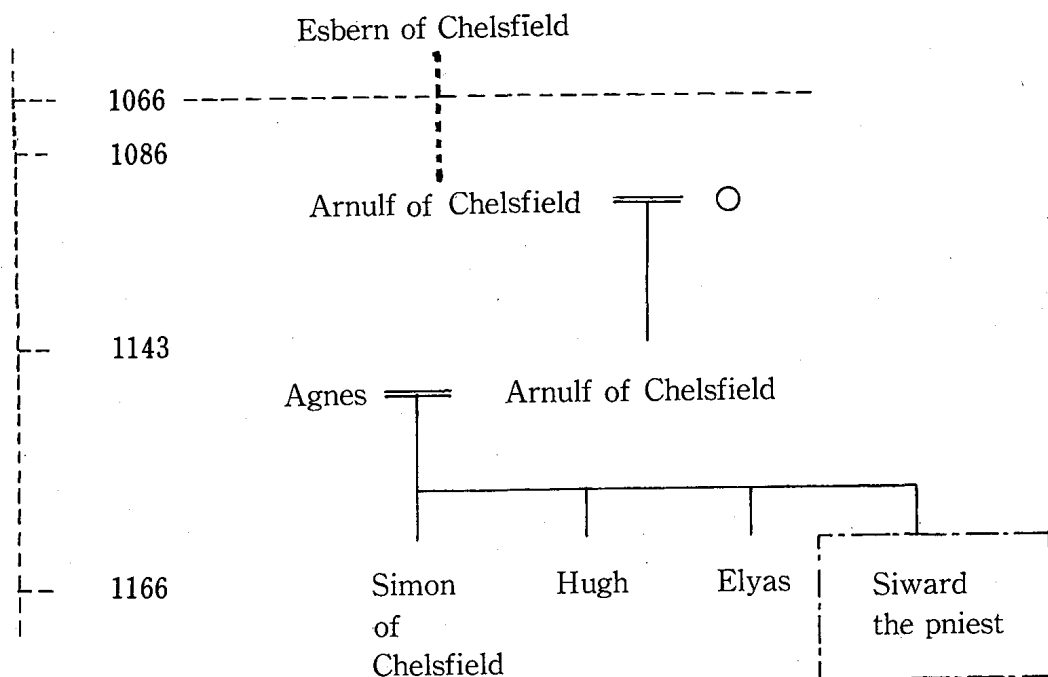 Esbern of Chelsfield
1066
1086
Arnulf of Chelsfield
1143
Agnes Arnulf of Chelsfield
1166 Simon Hugh Elyas Siward
of the pniest
Chelsfield